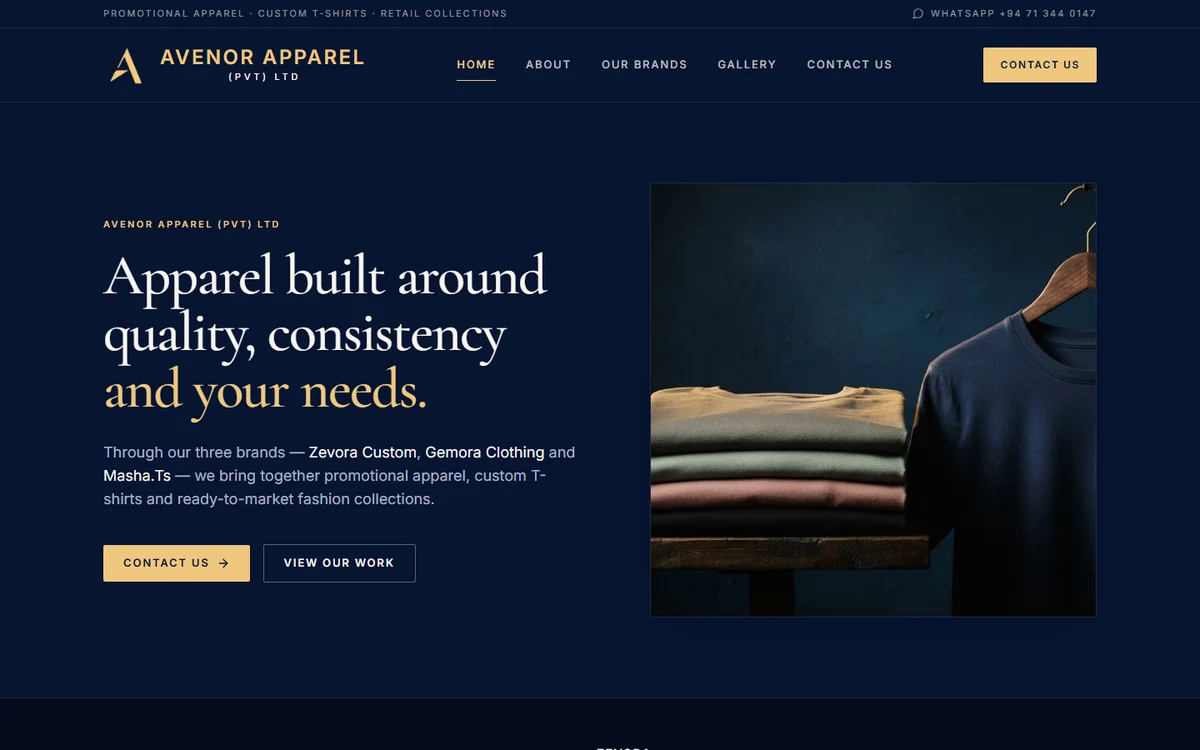 PROMOTIONAL APPAREL · CUSTOM T-SHIRTS · RETAIL COLLECTIONS
WHATSAPP +94 71 344 0147
AVENOR APPAREL
(PVT) LTD
HOME
ABOUT
OUR BRANDS
GALLERY
CONTACT US
CONTACT US
AVENOR APPAREL (PVT) LTD
Apparel built around
quality, consistency
and your needs.
Through our three brands — Zevora Custom, Gemora Clothing and
Masha.Ts — we bring together promotional apparel, custom T-
shirts and ready-to-market fashion collections.
CONTACT US →
VIEW OUR WORK